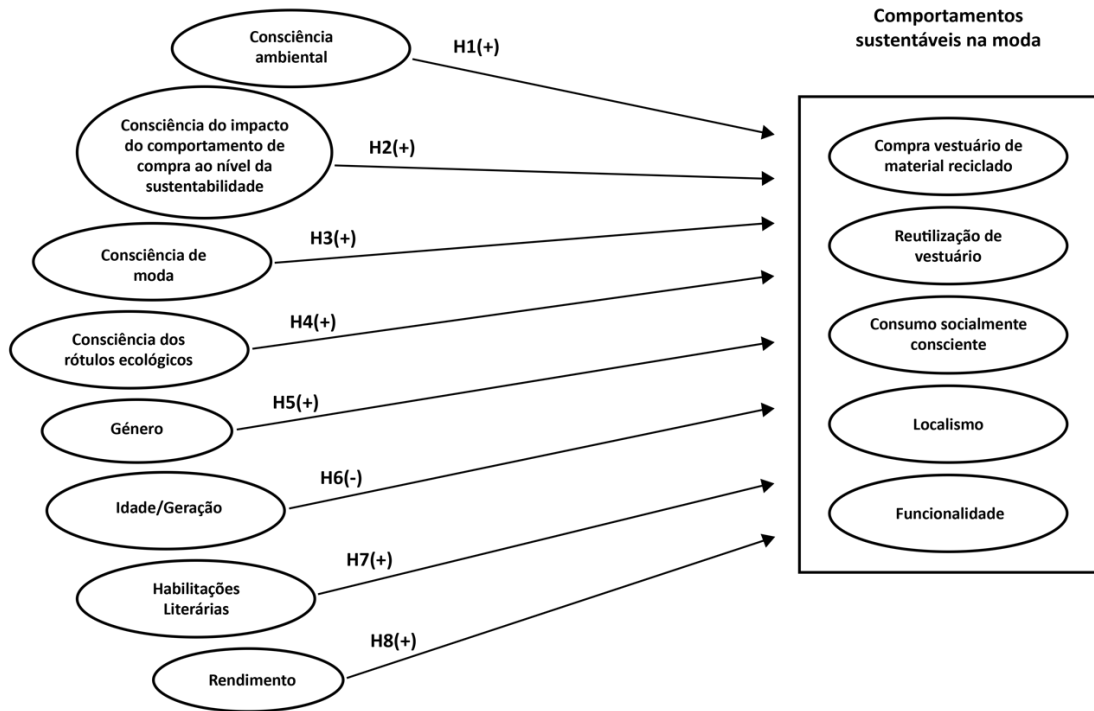 Comportamentos
sustentáveis na moda
Consciência
ambiental
H1(+)
Consciência do impacto
do comportamento de
compra ao nível da
sustentabilidade
H2(+)
Consciência de
moda
H3(+)
Consciência dos
rótulos ecológicos
H4(+)
Género
H5(+)
Idade/Geração
H6(-)
Habilitações
Literárias
H7(+)
Rendimento
H8(+)
Compra vestuário de
material reciclado
Reutilização de
vestuário
Consumo socialmente
consciente
Localismo
Funcionalidade